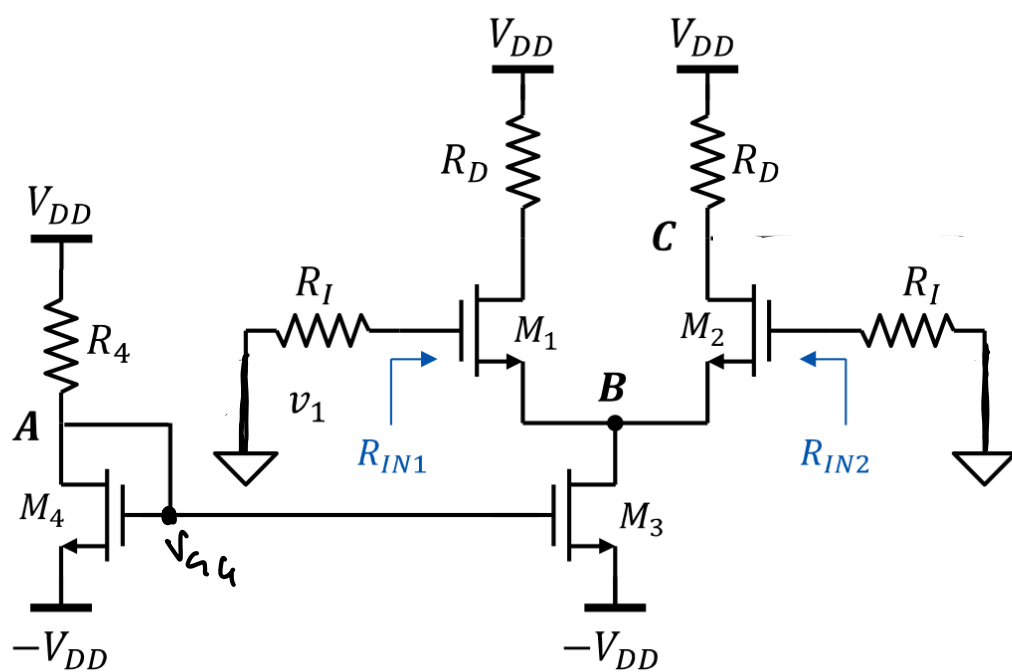 V_DD
V_DD
R_D
R_D
V_DD
C
R_I
R_I
R_4
M_1
M_2
A
v_1
B
R_IN1
R_IN2
M_4
M_3
V_G4
−V_DD
−V_DD